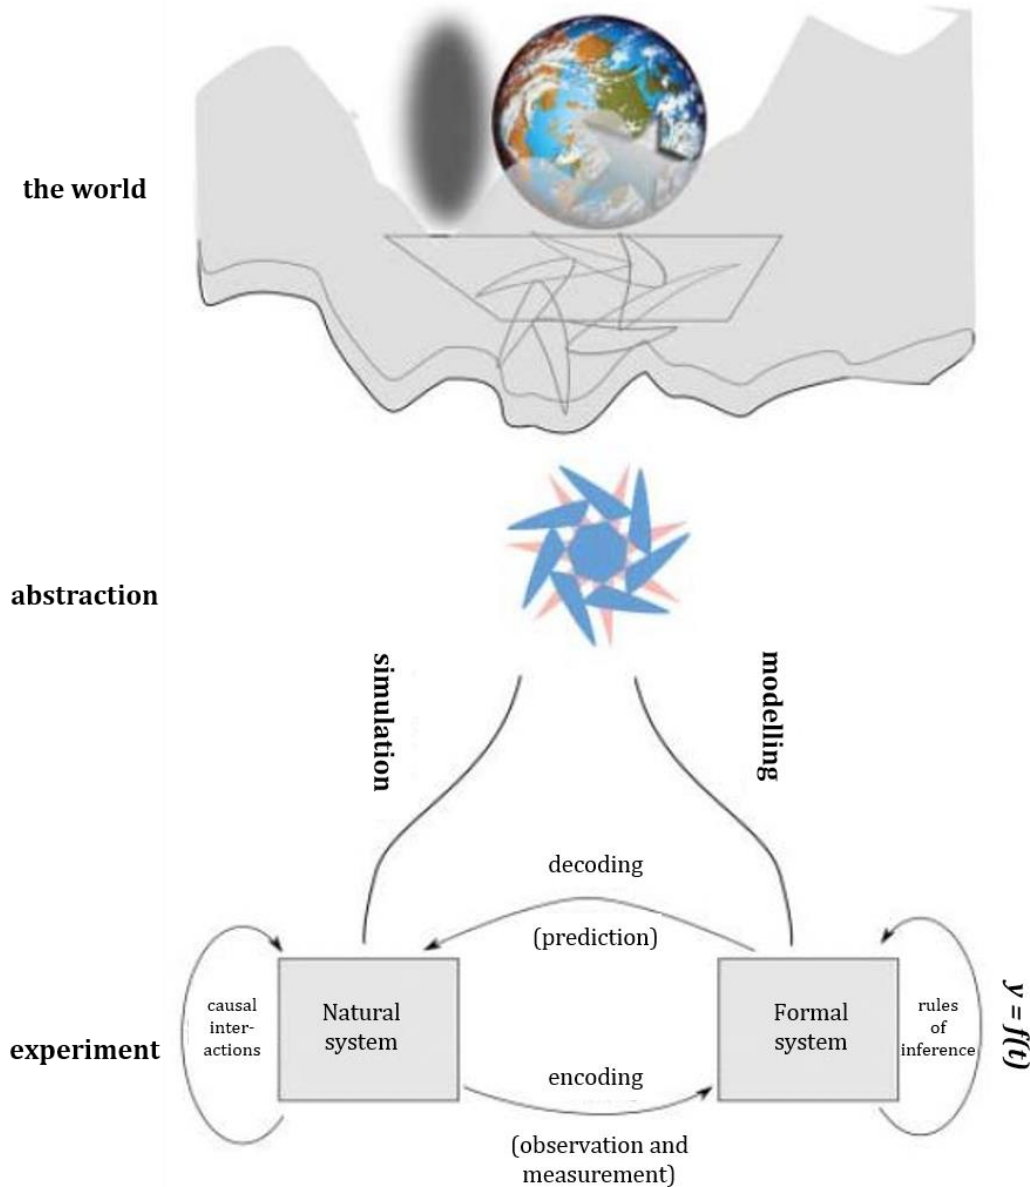 the world
abstraction
simulation
modelling
decoding
(prediction)
causal
inter-
actions
Natural
system
Formal
system
rules
of
inference
y = f(t)
experiment
encoding
(observation and
measurement)